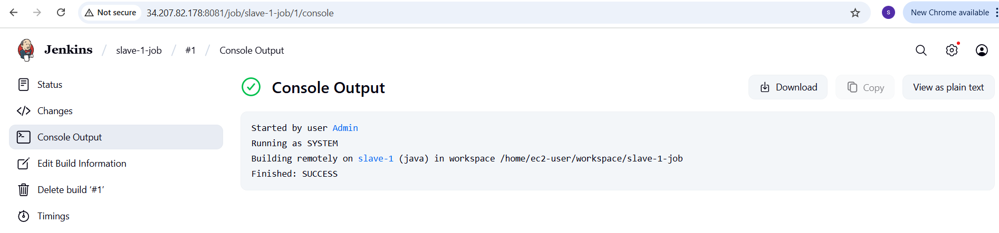 Not secure 34.207.82.178:8081/job/slave-1-job/1/console S New Chrome available
Jenkins / slave-1-job / #1 / Console Output
Status
Changes
Console Output
Edit Build Information
Delete build ‘#1’
Timings
Console Output
Download Copy View as plain text
Started by user Admin
Running as SYSTEM
Building remotely on slave-1 (java) in workspace /home/ec2-user/workspace/slave-1-job
Finished: SUCCESS